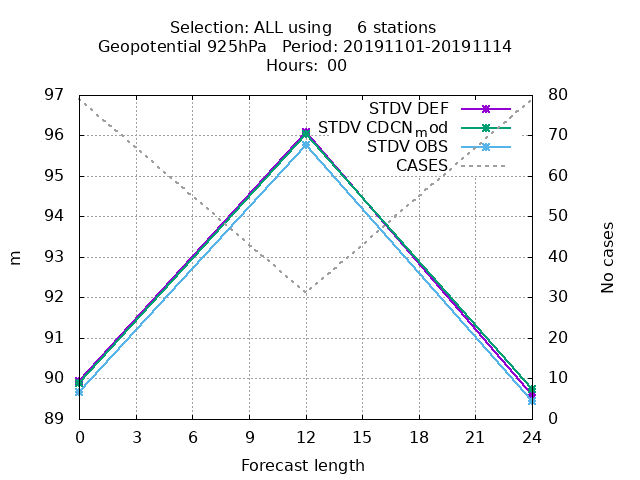 Selection: ALL using     6 stations
Geopotential 925hPa   Period: 20191101-20191114
Hours: 00
97
96
95
94
93
92
91
90
89
80
70
60
50
40
30
20
10
0
m
No cases
STDV DEF
STDV CDCNmod
STDV OBS
CASES
0 3 6 9 12 15 18 21 24
Forecast length